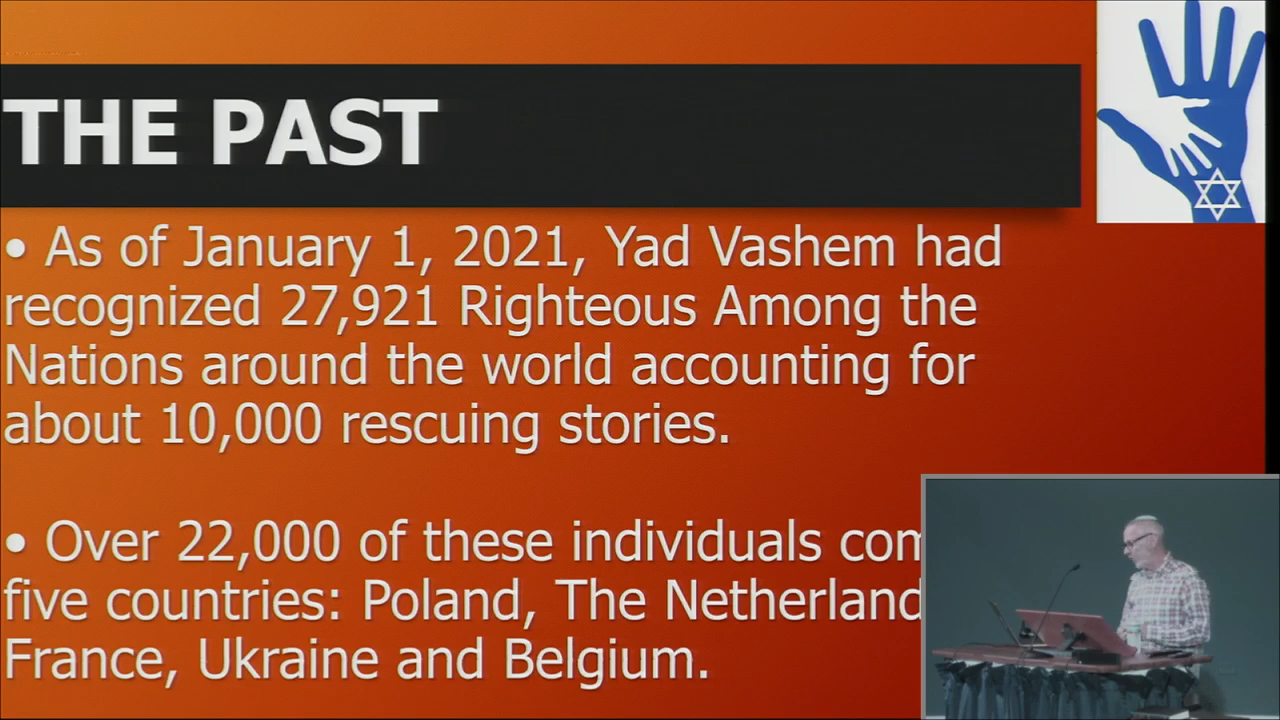 THE PAST
• As of January 1, 2021, Yad Vashem had
recognized 27,921 Righteous Among the
Nations around the world accounting for
about 10,000 rescuing stories.
• Over 22,000 of these individuals
five countries: Poland, The
France, Ukraine and Belgium.